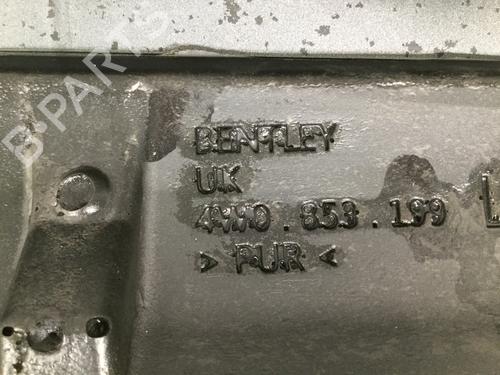 B-PARTS
BENTLEY
UK
4W0.853.199 L
> PUR <